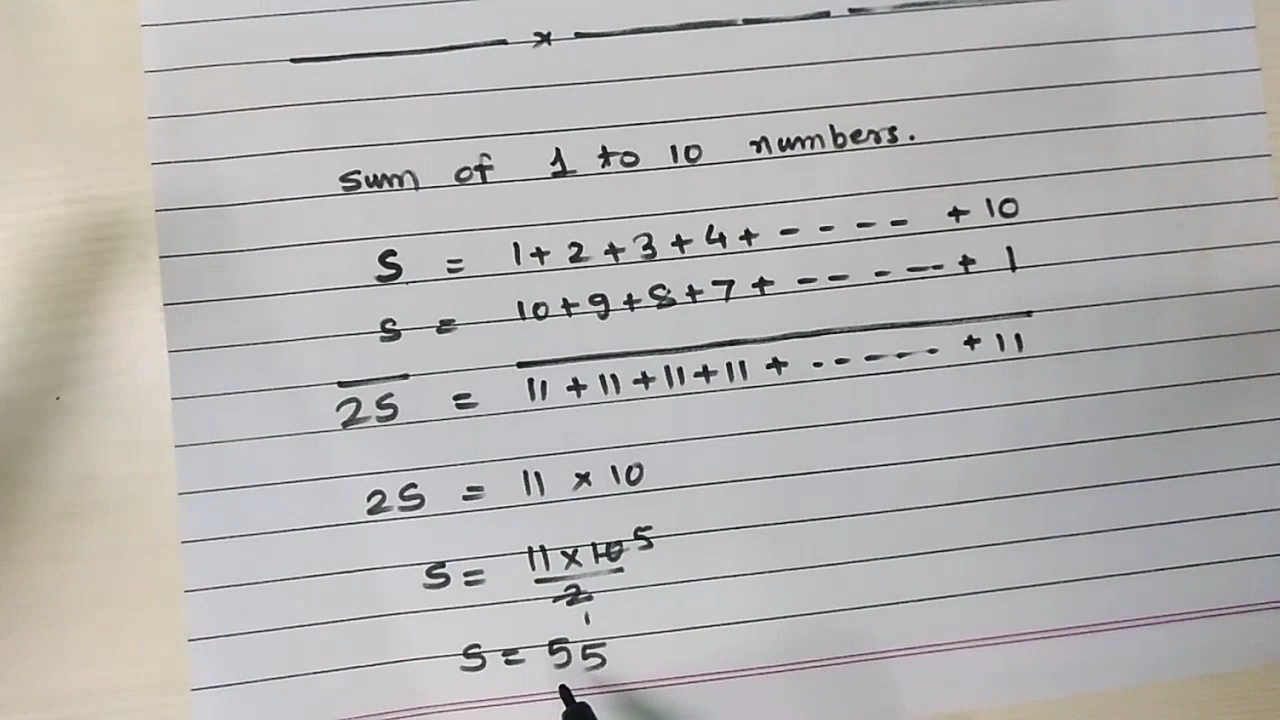 x
Sum of 1 to 10 numbers.
S = 1 + 2 + 3 + 4 + - - - - + 10
S = 10 + 9 + 8 + 7 + - - - - - + 1
2S = 11 + 11 + 11 + 11 + - - - - - + 11
2S = 11 x 10
S = 11 x 10 5
2
1
S = 55